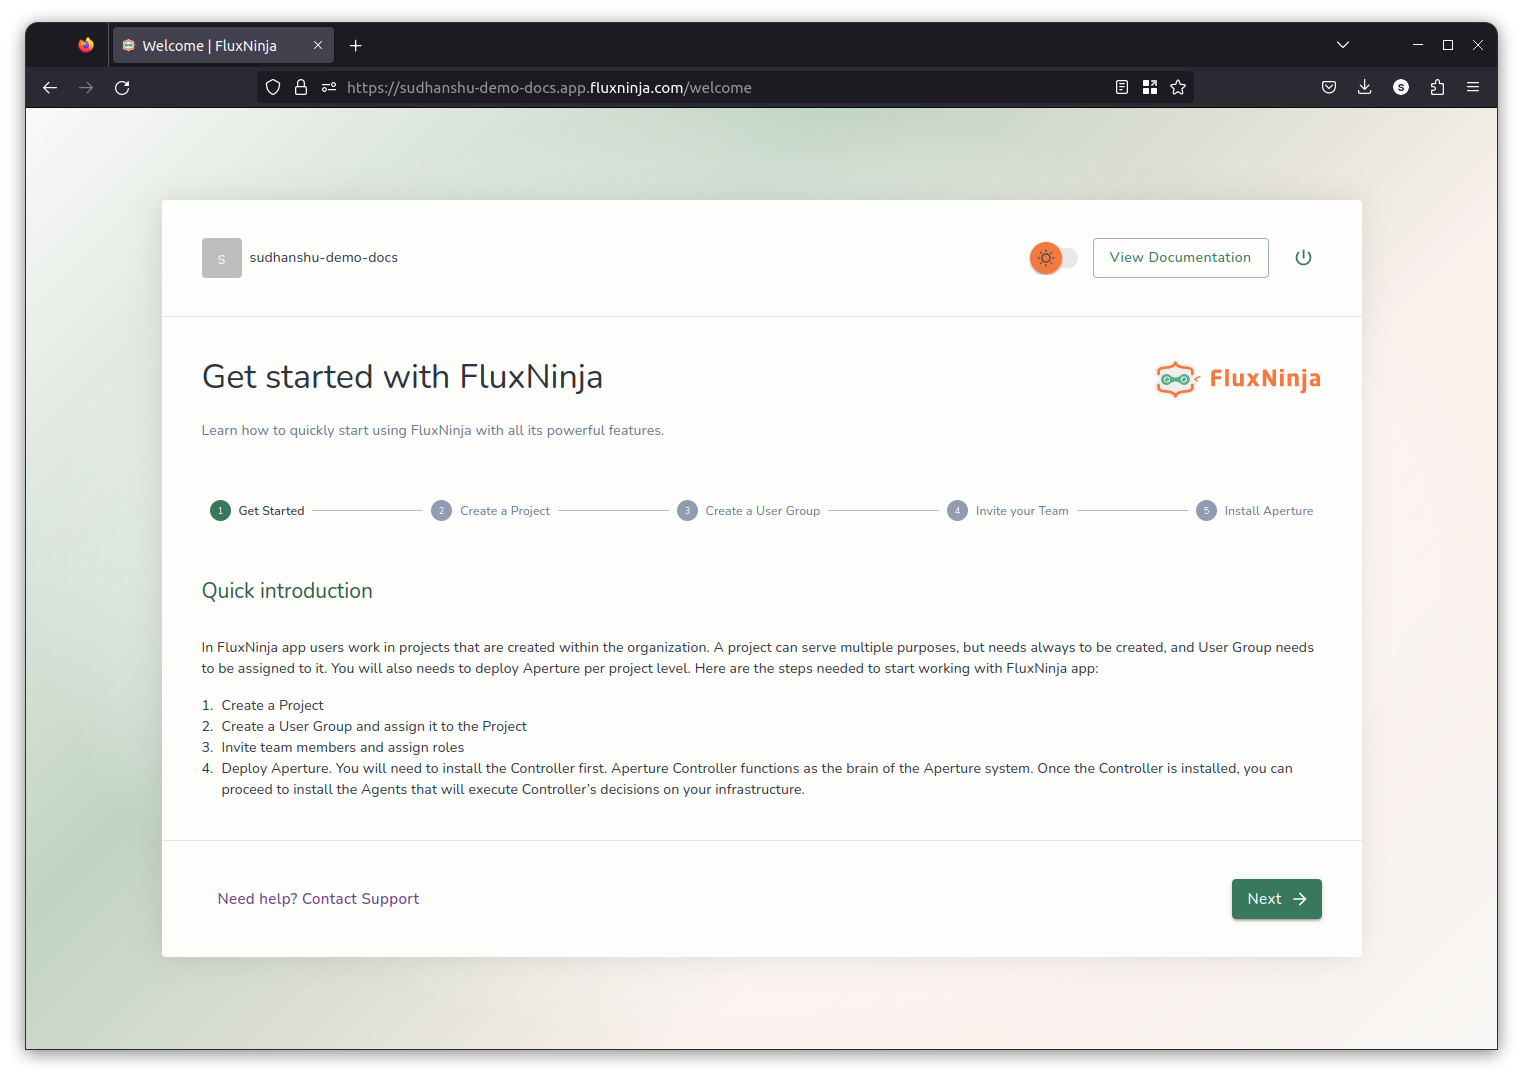 Welcome | FluxNinja
https://sudhanshu-demo-docs.app.fluxninja.com/welcome
S
S sudhanshu-demo-docs
View Documentation
Get started with FluxNinja
FluxNinja
Learn how to quickly start using FluxNinja with all its powerful features.
1 Get Started 2 Create a Project 3 Create a User Group 4 Invite your Team 5 Install Aperture
Quick introduction
In FluxNinja app users work in projects that are created within the organization. A project can serve multiple purposes, but needs always to be created, and User Group needs
to be assigned to it. You will also needs to deploy Aperture per project level. Here are the steps needed to start working with FluxNinja app:
1. Create a Project
2. Create a User Group and assign it to the Project
3. Invite team members and assign roles
4. Deploy Aperture. You will need to install the Controller first. Aperture Controller functions as the brain of the Aperture system. Once the Controller is installed, you can
proceed to install the Agents that will execute Controller’s decisions on your infrastructure.
Need help? Contact Support
Next